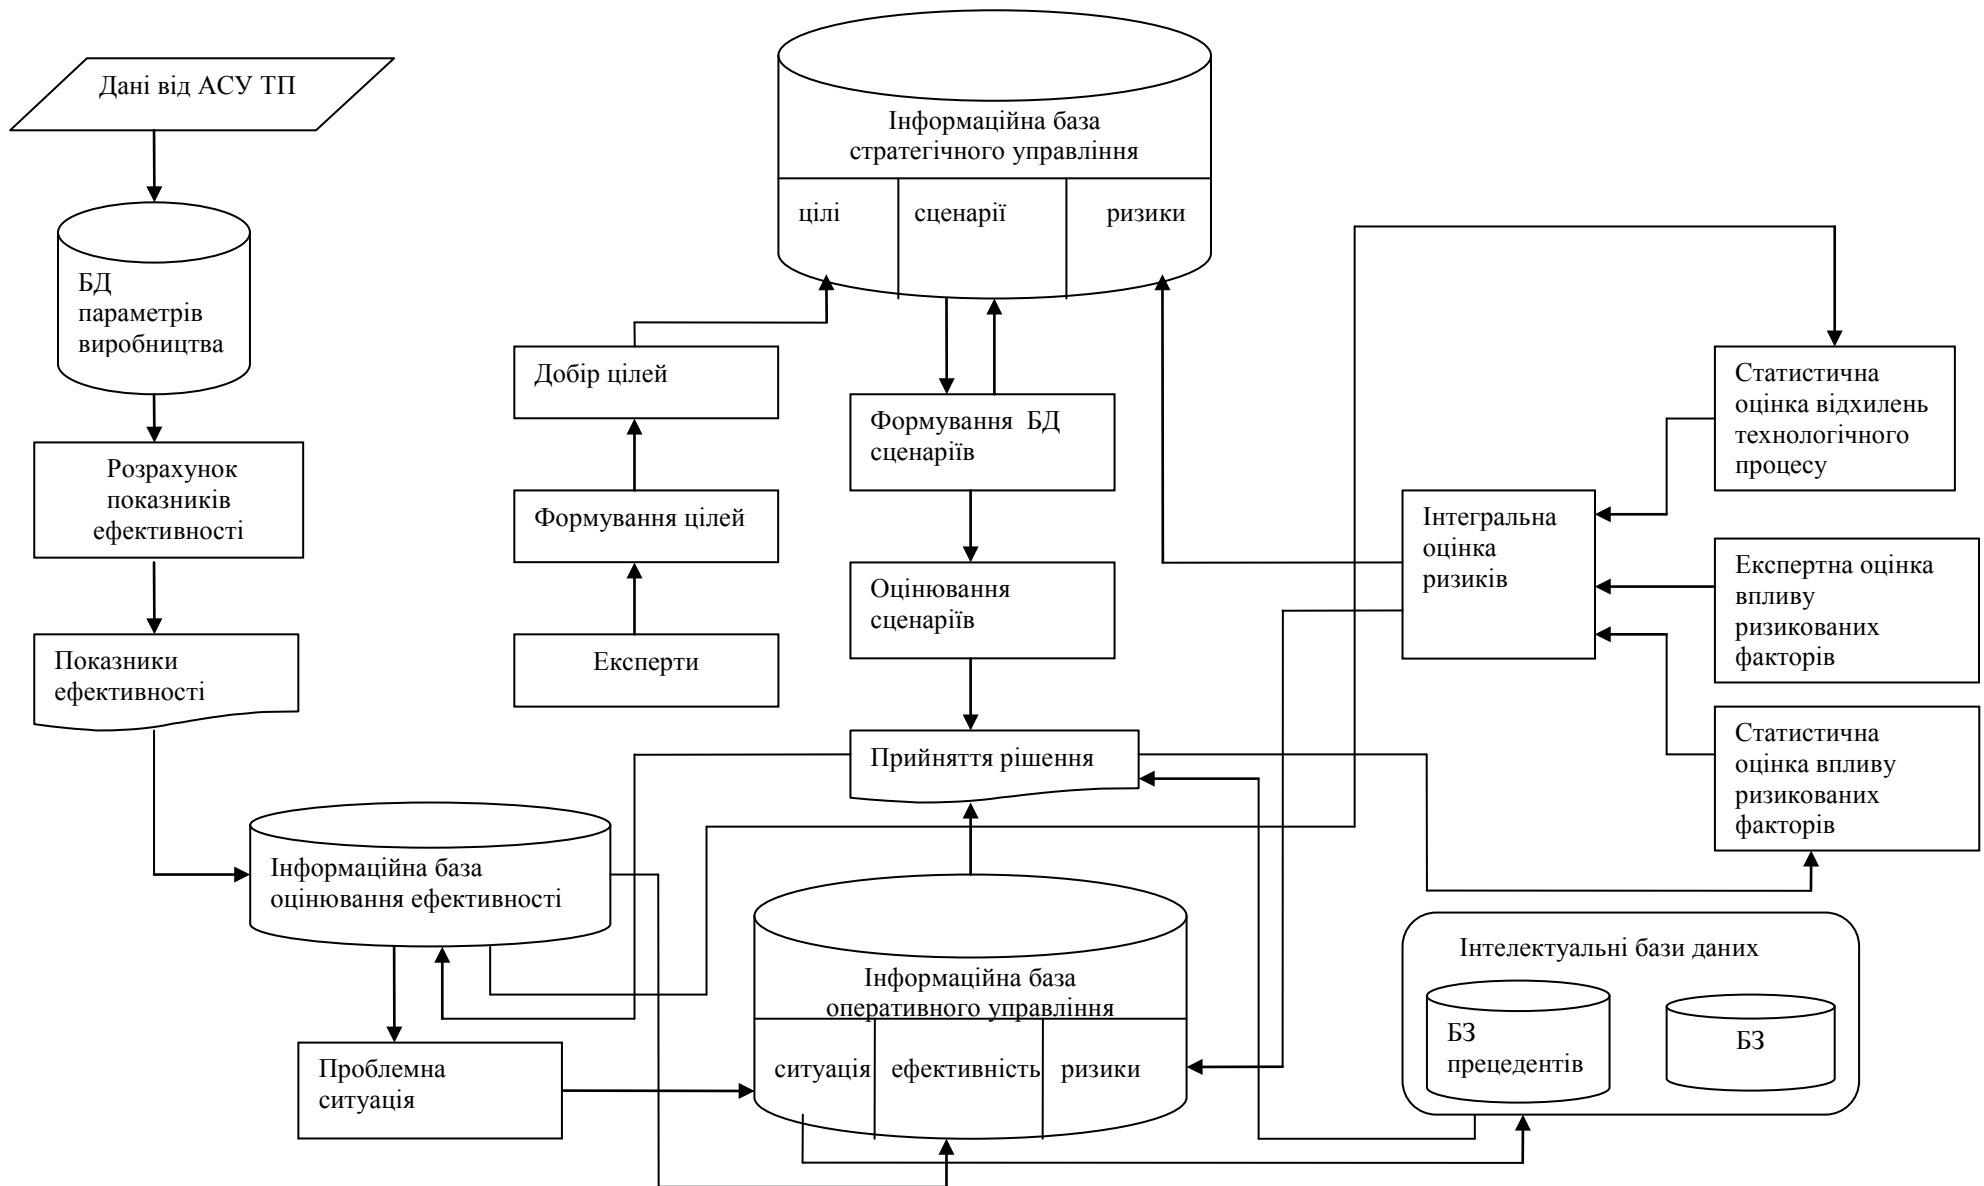 Дані від АСУ ТП
БД
параметрів
виробництва
Розрахунок
показників
ефективності
Показники
ефективності
Інформаційна база
оцінювання ефективності
Проблемна
ситуація
Добір цілей
Формування цілей
Експерти
Інформаційна база
стратегічного управління
цілі
сценарії
ризики
Формування БД
сценаріїв
Оцінювання
сценаріїв
Прийняття рішення
Інформаційна база
оперативного управління
ситуація
ефективність
ризики
Інтегральна
оцінка
ризиків
Статистична
оцінка відхилень
технологічного
процесу
Експертна оцінка
впливу
ризикованих
факторів
Статистична
оцінка впливу
ризикованих
факторів
Інтелектуальні бази даних
БЗ
прецедентів
БЗ